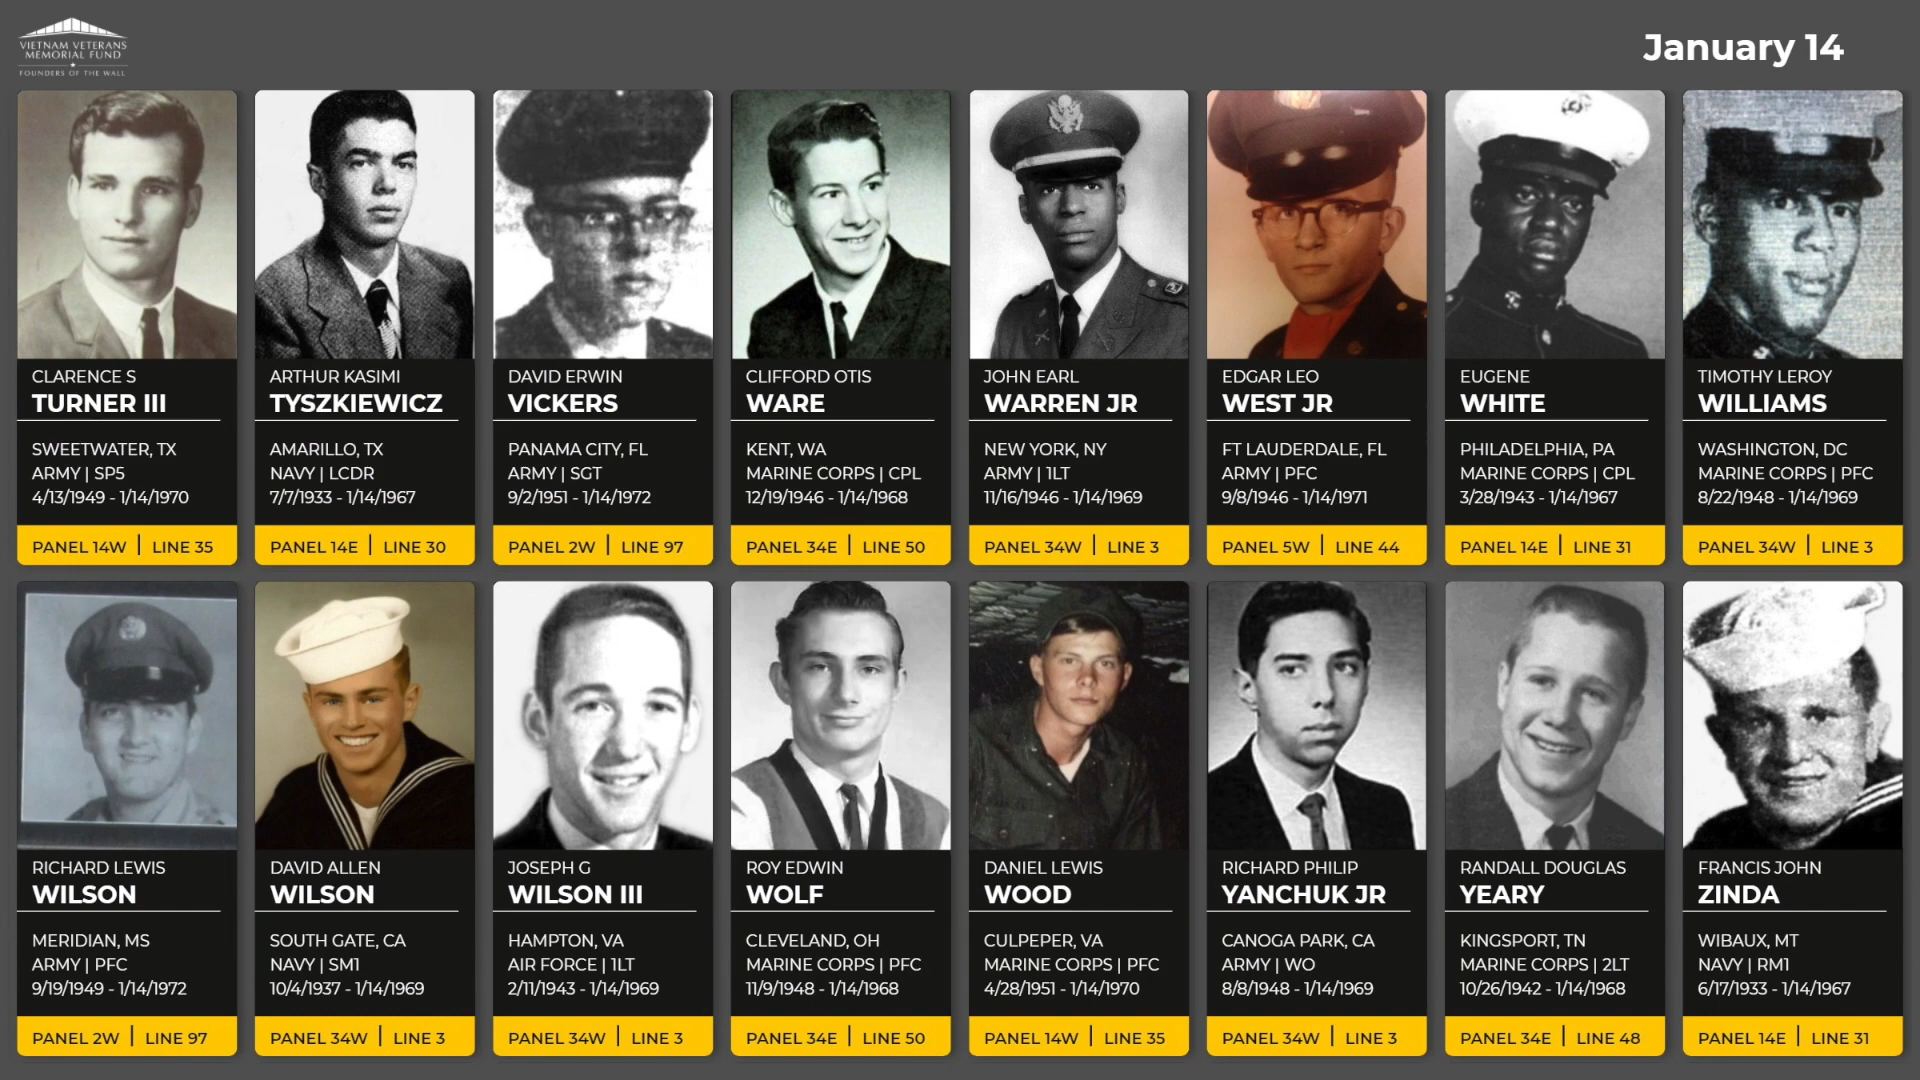 VIETNAM VETERANS
MEMORIAL FUND
FOUNDERS OF THE WALL
January 14
CLARENCE S
TURNER III
SWEETWATER, TX
ARMY | SP5
4/13/1949 - 1/14/1970
PANEL 14W | LINE 35
ARTHUR KASIMI
TYSZKIEWICZ
AMARILLO, TX
NAVY | LCDR
7/7/1933 - 1/14/1967
PANEL 14E | LINE 30
DAVID ERWIN
VICKERS
PANAMA CITY, FL
ARMY | SGT
9/2/1951 - 1/14/1972
PANEL 2W | LINE 97
CLIFFORD OTIS
WARE
KENT, WA
MARINE CORPS | CPL
12/19/1946 - 1/14/1968
PANEL 34E | LINE 50
JOHN EARL
WARREN JR
NEW YORK, NY
ARMY | 1LT
11/16/1946 - 1/14/1969
PANEL 34W | LINE 3
EDGAR LEO
WEST JR
FT LAUDERDALE, FL
ARMY | PFC
9/8/1946 - 1/14/1971
PANEL 5W | LINE 44
EUGENE
WHITE
PHILADELPHIA, PA
MARINE CORPS | CPL
3/28/1943 - 1/14/1967
PANEL 14E | LINE 31
TIMOTHY LEROY
WILLIAMS
WASHINGTON, DC
MARINE CORPS | PFC
8/22/1948 - 1/14/1969
PANEL 34W | LINE 3
RICHARD LEWIS
WILSON
MERIDIAN, MS
ARMY | PFC
9/19/1949 - 1/14/1972
PANEL 2W | LINE 97
DAVID ALLEN
WILSON
SOUTH GATE, CA
NAVY | SM1
10/4/1937 - 1/14/1969
PANEL 34W | LINE 3
JOSEPH G
WILSON III
HAMPTON, VA
AIR FORCE | 1LT
2/11/1943 - 1/14/1969
PANEL 34W | LINE 3
ROY EDWIN
WOLF
CLEVELAND, OH
MARINE CORPS | PFC
11/9/1948 - 1/14/1968
PANEL 34E | LINE 50
DANIEL LEWIS
WOOD
CULPEPER, VA
MARINE CORPS | PFC
4/28/1951 - 1/14/1970
PANEL 14W | LINE 35
RICHARD PHILIP
YANCHUK JR
CANOGA PARK, CA
ARMY | WO
8/8/1948 - 1/14/1969
PANEL 34W | LINE 3
RANDALL DOUGLAS
YEARY
KINGSPORT, TN
MARINE CORPS | 2LT
10/26/1942 - 1/14/1968
PANEL 34E | LINE 48
FRANCIS JOHN
ZINDA
WIBAUX, MT
NAVY | RM1
6/17/1933 - 1/14/1967
PANEL 14E | LINE 31